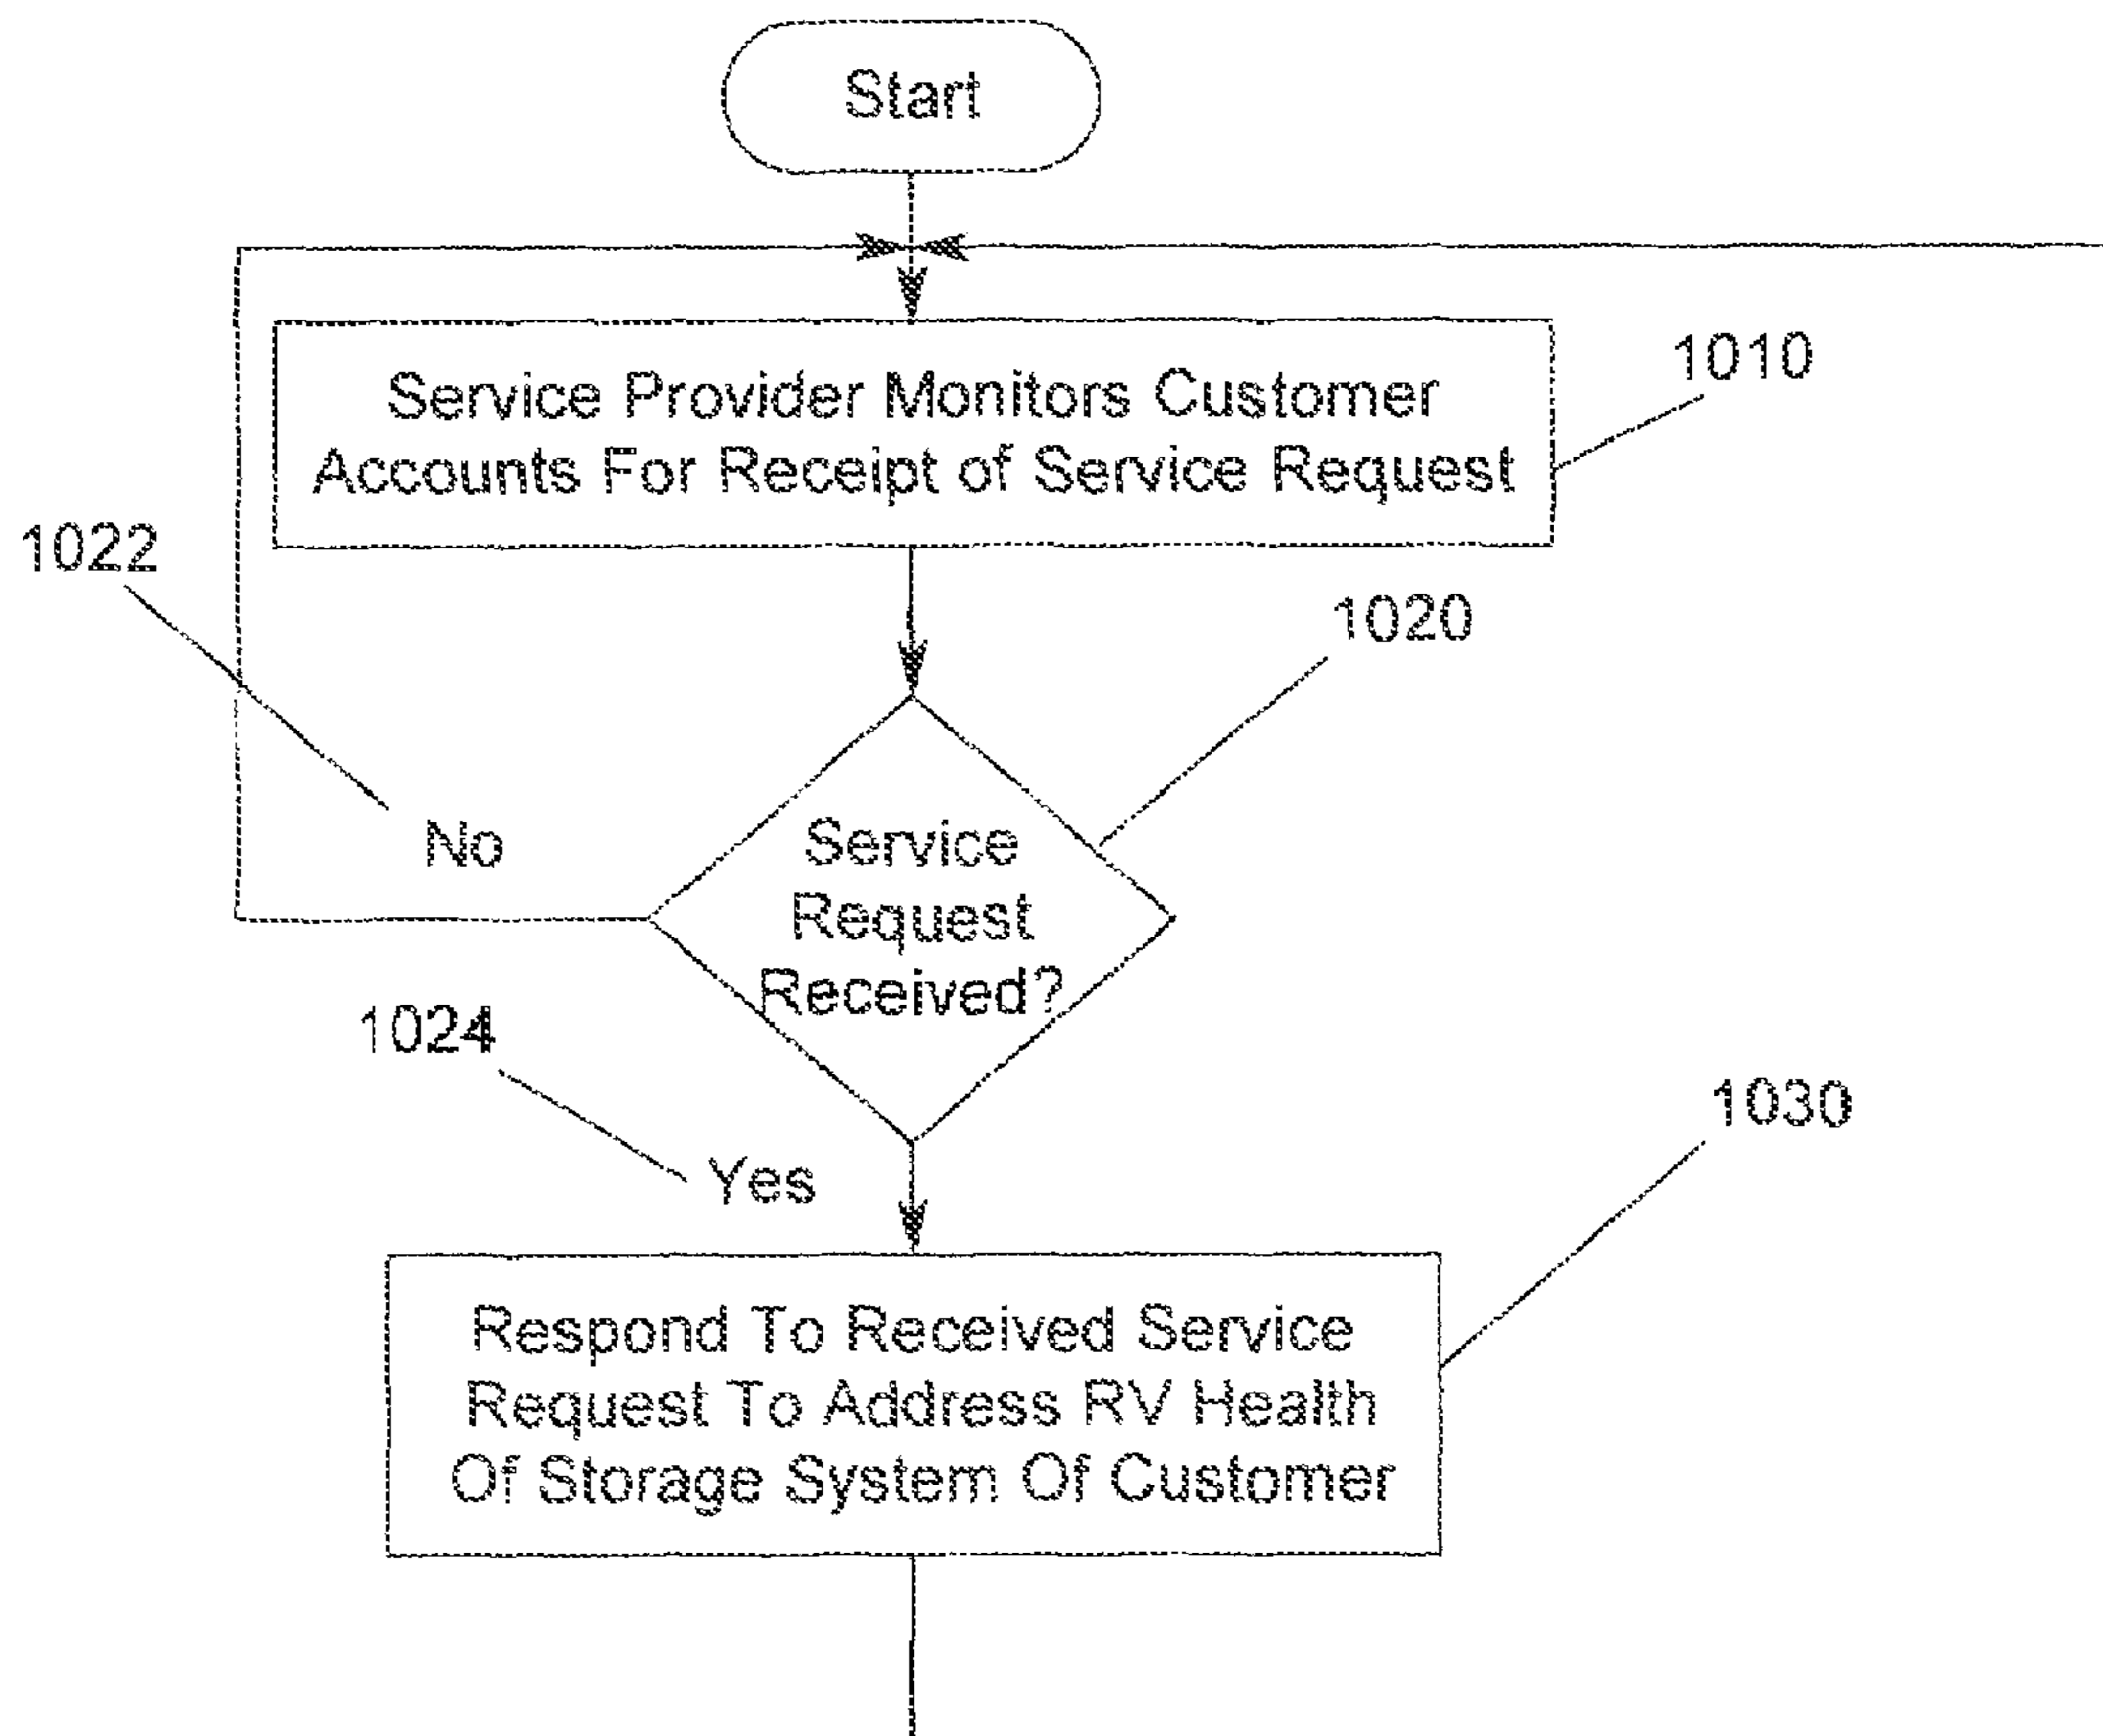 Start
Service Provider Monitors Customer
Accounts For Receipt of Service Request
1010
1022
1020
No
Service
Request
Received?
1024
Yes
1030
Respond To Received Service
Request To Address RV Health
Of Storage System Of Customer